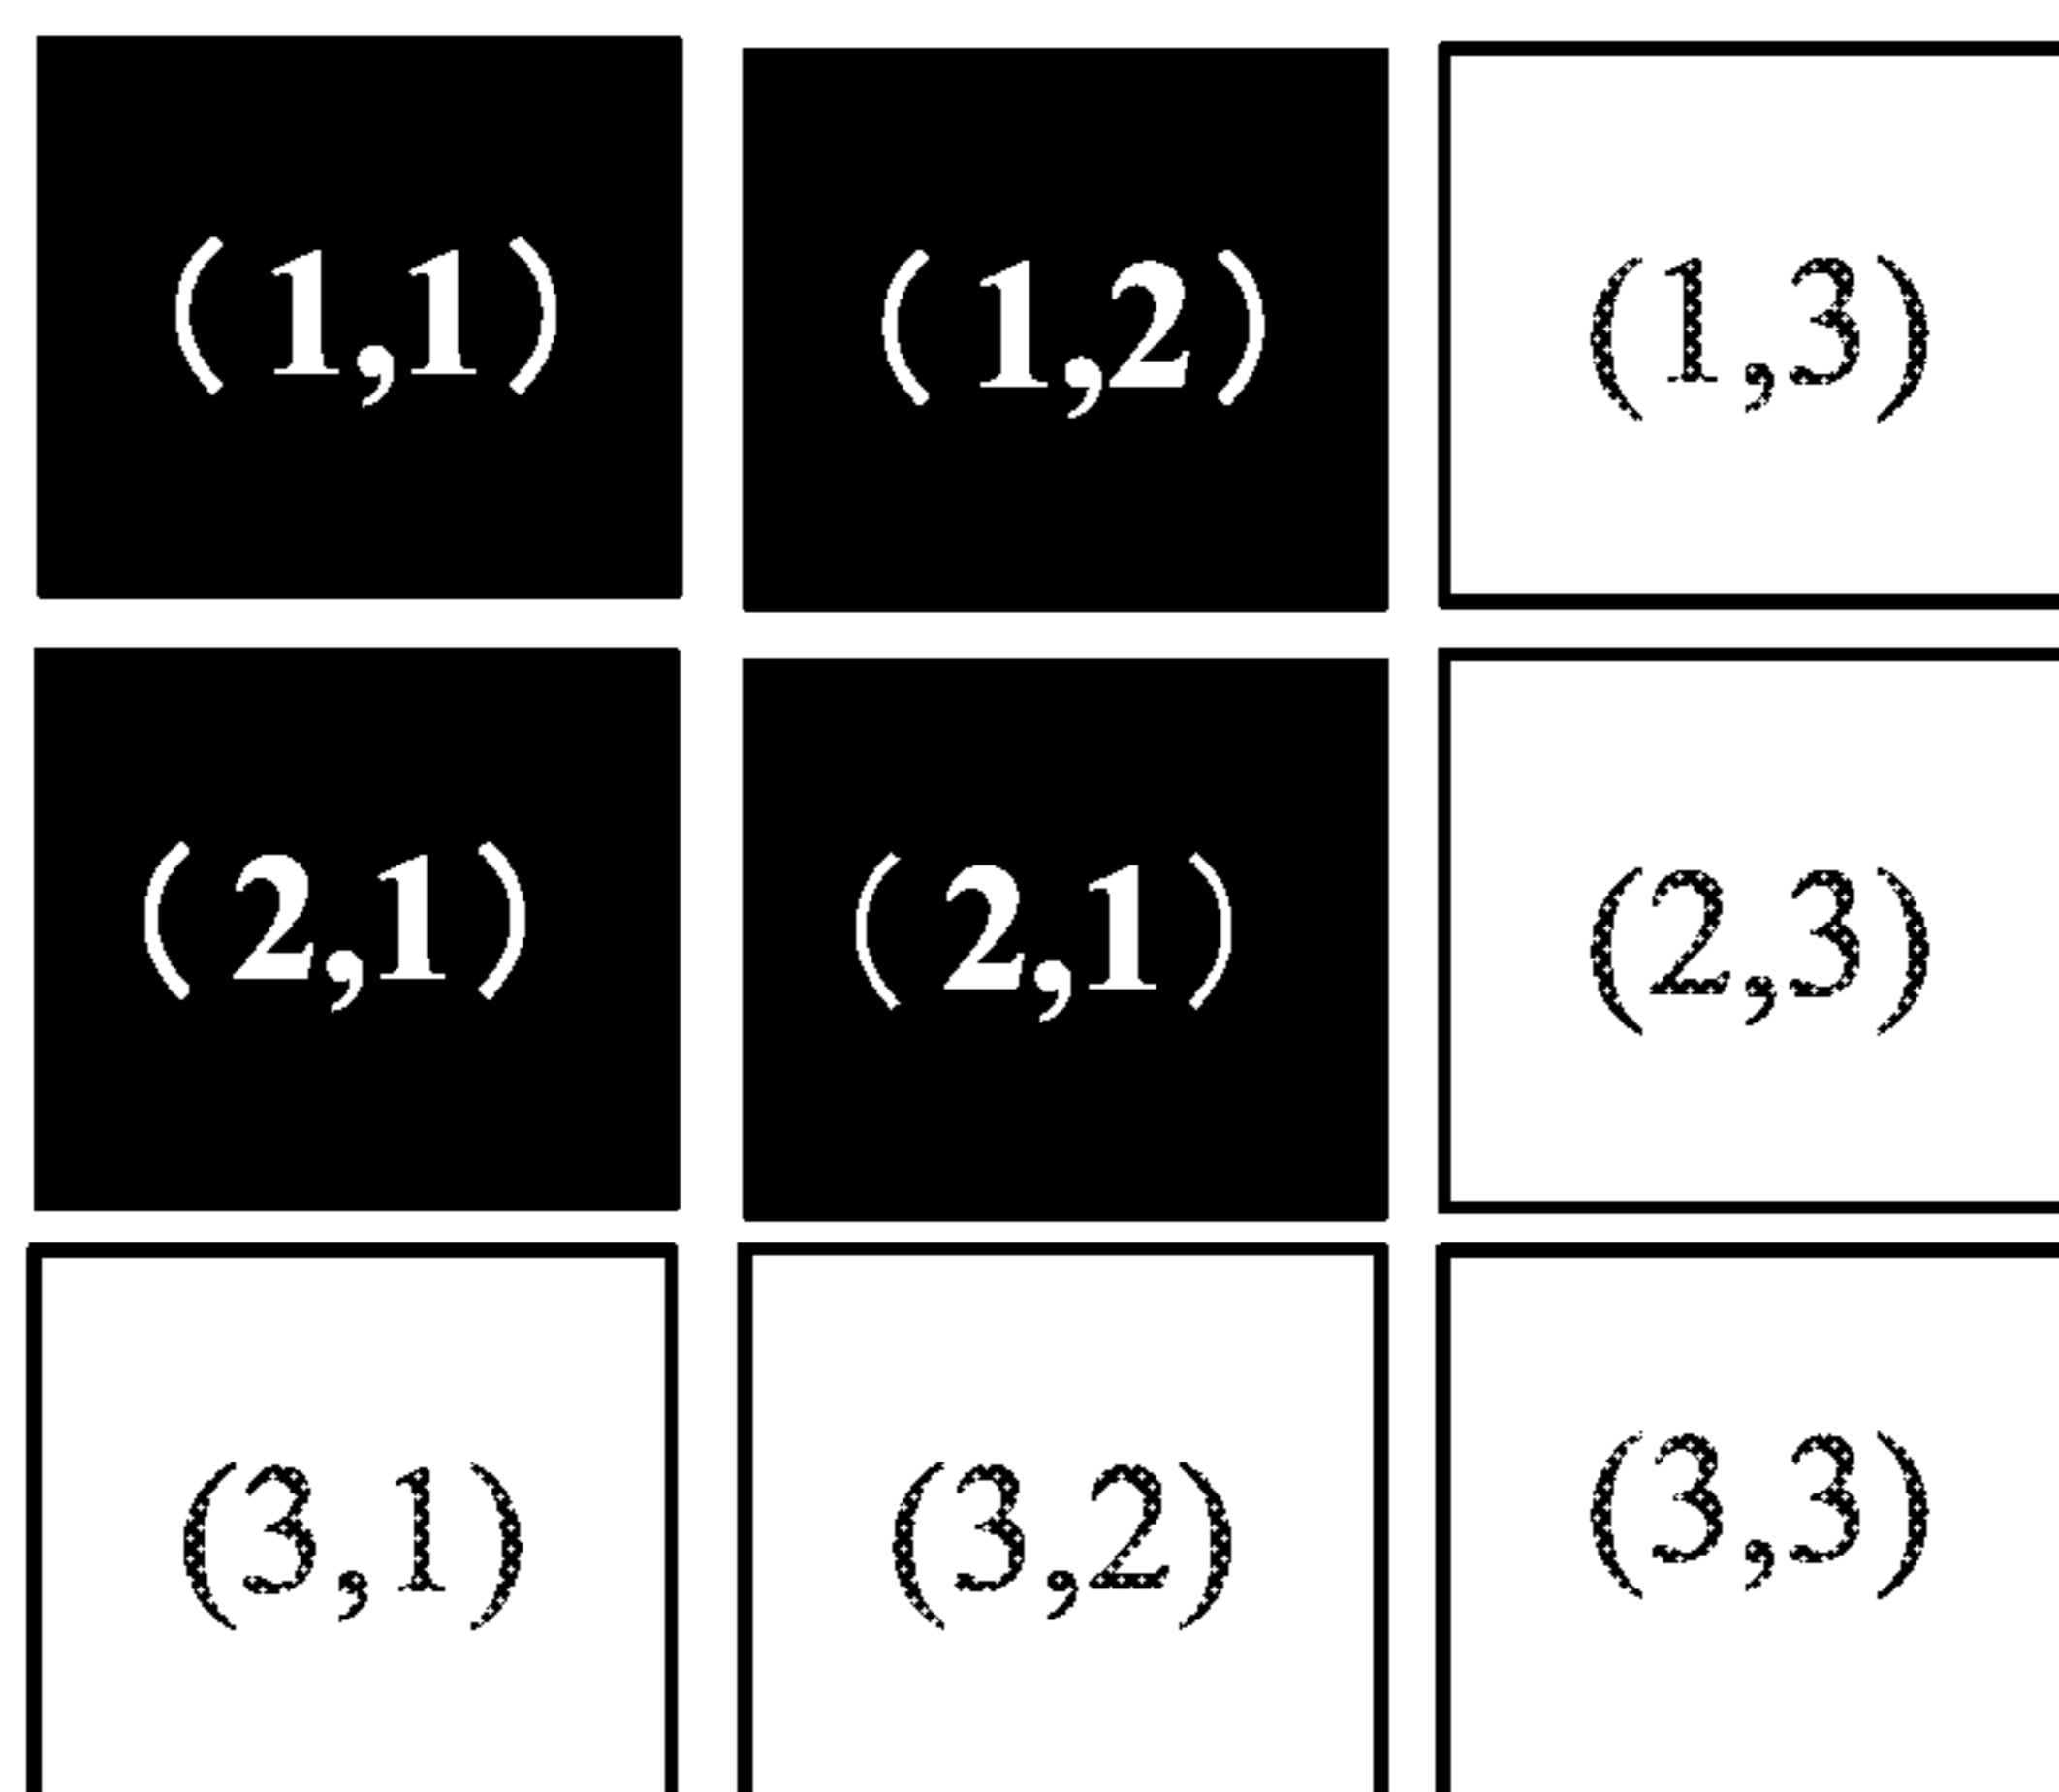 (1,1) (1,2) (1,3)
(2,1) (2,1) (2,3)
(3,1) (3,2) (3,3)